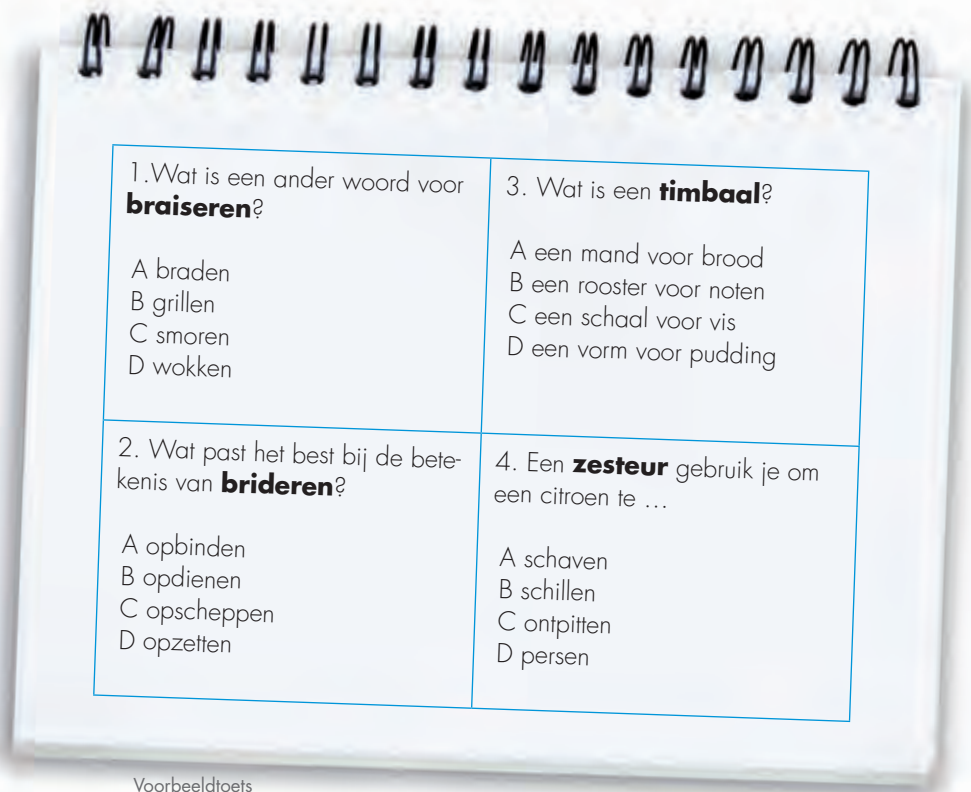 1.Wat is een ander woord voor
braiseren?
A braden
B grillen
C smoren
D wokken
2. Wat past het best bij de bete-
kenis van brideren?
A opbinden
B opdienen
C opscheppen
D opzetten
3. Wat is een timbaal?
A een mand voor brood
B een rooster voor noten
C een schaal voor vis
D een vorm voor pudding
4. Een zesteur gebruik je om
een citroen te ...
A schaven
B schillen
C ontpitten
D persen
Voorbeeldtoets